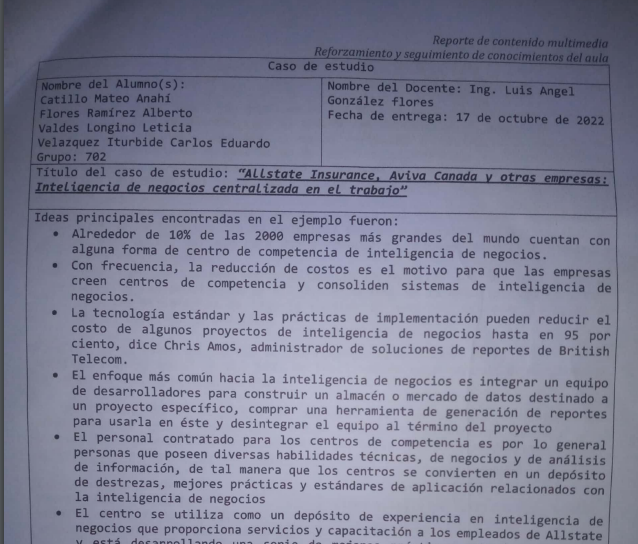 Reporte de contenido multimedia
Reforzamiento y seguimiento de conocimientos del aula
Caso de estudio
Nombre del Alumno(s):
Catillo Mateo Anahí
Flores Ramírez Alberto
Valdes Longino Leticia
Velazquez Iturbide Carlos Eduardo
Grupo: 702
Nombre del Docente: Ing. Luis Angel
González flores
Fecha de entrega: 17 de octubre de 2022
Título del caso de estudio: "Allstate Insurance, Aviva Canada y otras empresas:
Inteligencia de negocios centralizada en el trabajo"
Ideas principales encontradas en el ejemplo fueron:
• Alrededor de 10% de las 2000 empresas más grandes del mundo cuentan con
alguna forma de centro de competencia de inteligencia de negocios.
• Con frecuencia, la reducción de costos es el motivo para que las empresas
creen centros de competencia y consoliden sistemas de inteligencia de
negocios.
• La tecnología estándar y las prácticas de implementación pueden reducir el
costo de algunos proyectos de inteligencia de negocios hasta en 95 por
ciento, dice Chris Amos, administrador de soluciones de reportes de British
Telecom.
• El enfoque más común hacia la inteligencia de negocios es integrar un equipo
de desarrolladores para construir un almacén o mercado de datos destinado a
un proyecto específico, comprar una herramienta de generación de reportes
para usarla en éste y desintegrar el equipo al término del proyecto
• El personal contratado para los centros de competencia es por lo general
personas que poseen diversas habilidades técnicas, de negocios y de análisis
de información, de tal manera que los centros se convierten en un depósito
de destrezas, mejores prácticas y estándares de aplicación relacionados con
la inteligencia de negocios
• El centro se utiliza como un depósito de experiencia en inteligencia de
negocios que proporciona servicios y capacitación a los empleados de Allstate
y está desarrollando una serie de